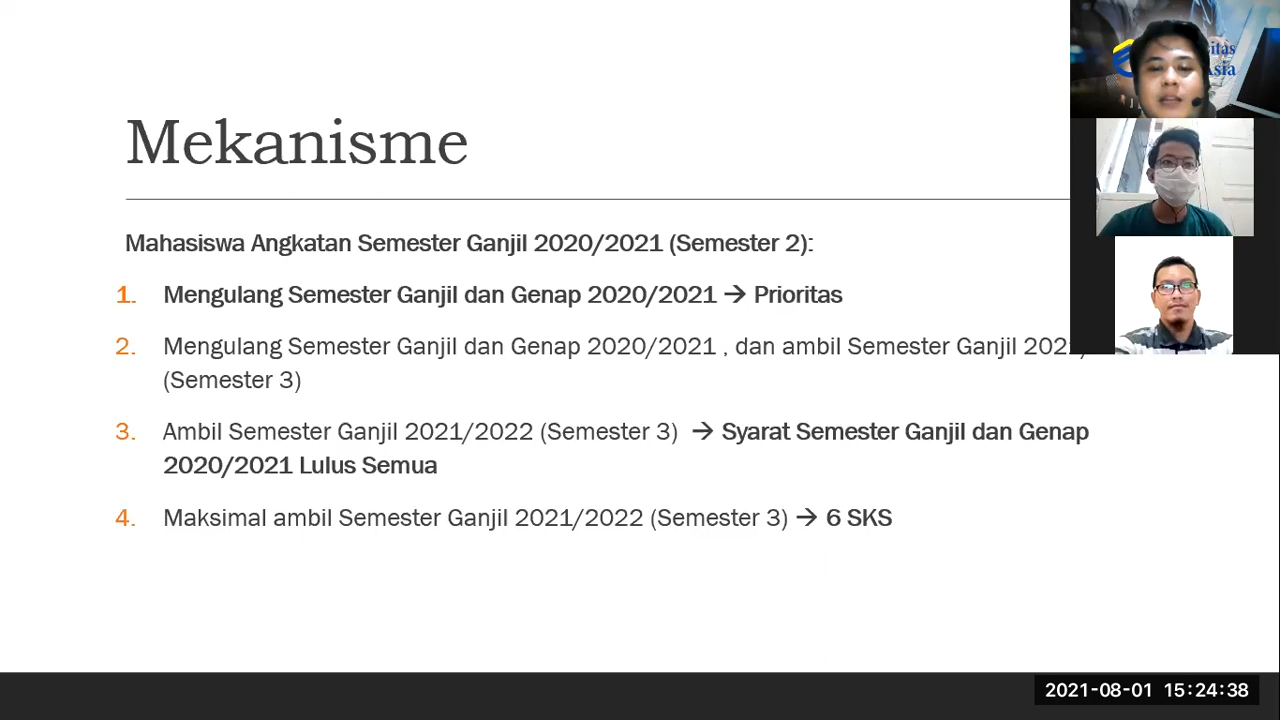 Mekanisme
Mahasiswa Angkatan Semester Ganjil 2020/2021 (Semester 2):
1. Mengulang Semester Ganjil dan Genap 2020/2021 → Prioritas
2. Mengulang Semester Ganjil dan Genap 2020/2021 , dan ambil Semester Ganjil
(Semester 3)
3. Ambil Semester Ganjil 2021/2022 (Semester 3) → Syarat Semester Ganjil dan Genap
2020/2021 Lulus Semua
4. Maksimal ambil Semester Ganjil 2021/2022 (Semester 3) → 6 SKS
2021-08-01 15:24:38